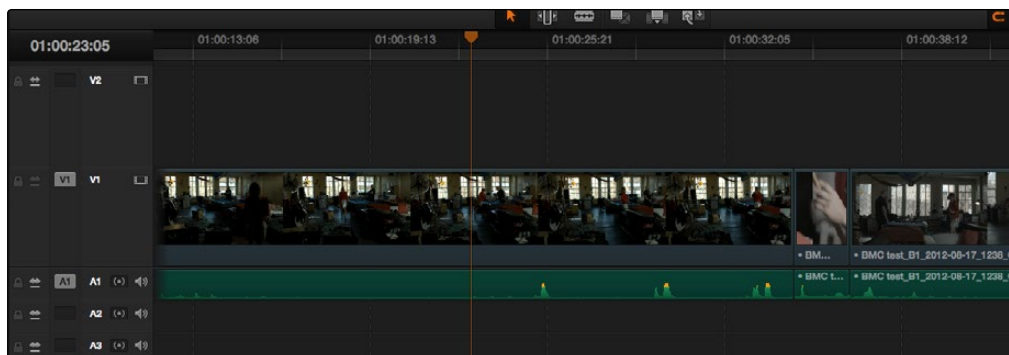 01:00:23:05
01:00:13:06
01:00:19:13
01:00:25:21
01:00:32:05
01:00:38:12
V2
V1 V1
• BM...
• BMC test_B1_2012-08-17_1238_
A1 A1
• BMC t...
• BMC test_B1_2012-08-17_1238_
A2
A3